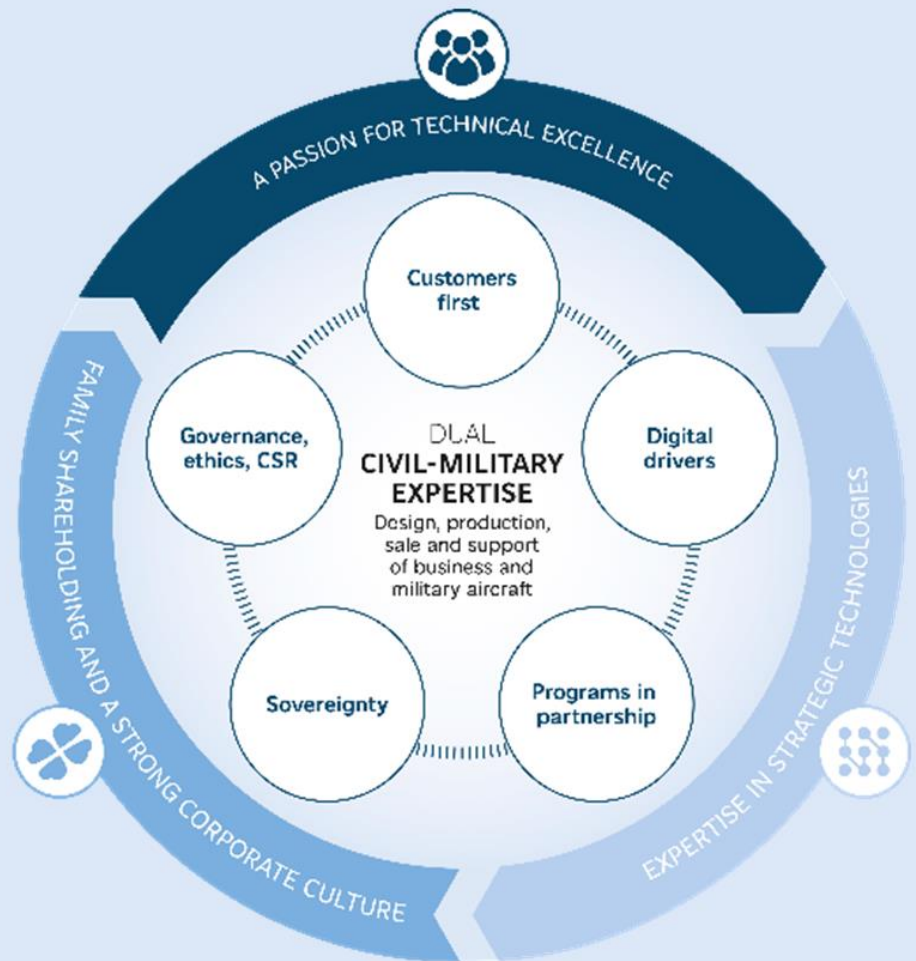 A PASSION FOR TECHNICAL EXCELLENCE
Customers
first
Governance,
ethics, CSR
DUAL
CIVIL-MILITARY
EXPERTISE
Design, production,
sale and support
of business and
military aircraft
Digital
drivers
Sovereignty
Programs in
partnership
FAMILY SHAREHOLDING AND A STRONG CORPORATE CULTURE
EXPERTISE IN STRATEGIC TECHNOLOGIES